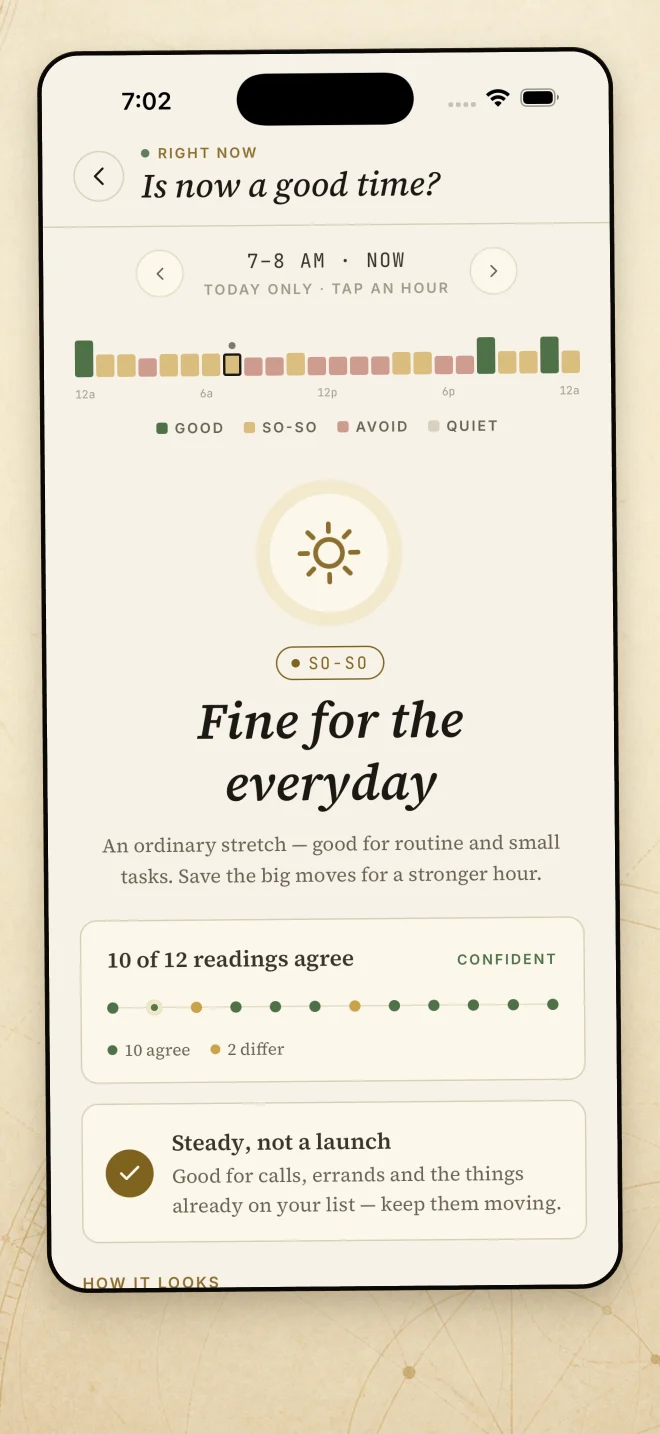 7:02
RIGHT NOW
Is now a good time?
7–8 AM · NOW
TODAY ONLY · TAP AN HOUR
12a 6a 12p 6p 12a
GOOD SO-SO AVOID QUIET
SO-SO
Fine for the
everyday
An ordinary stretch — good for routine and small
tasks. Save the big moves for a stronger hour.
10 of 12 readings agree CONFIDENT
10 agree 2 differ
Steady, not a launch
Good for calls, errands and the things
already on your list — keep them moving.
HOW IT LOOKS